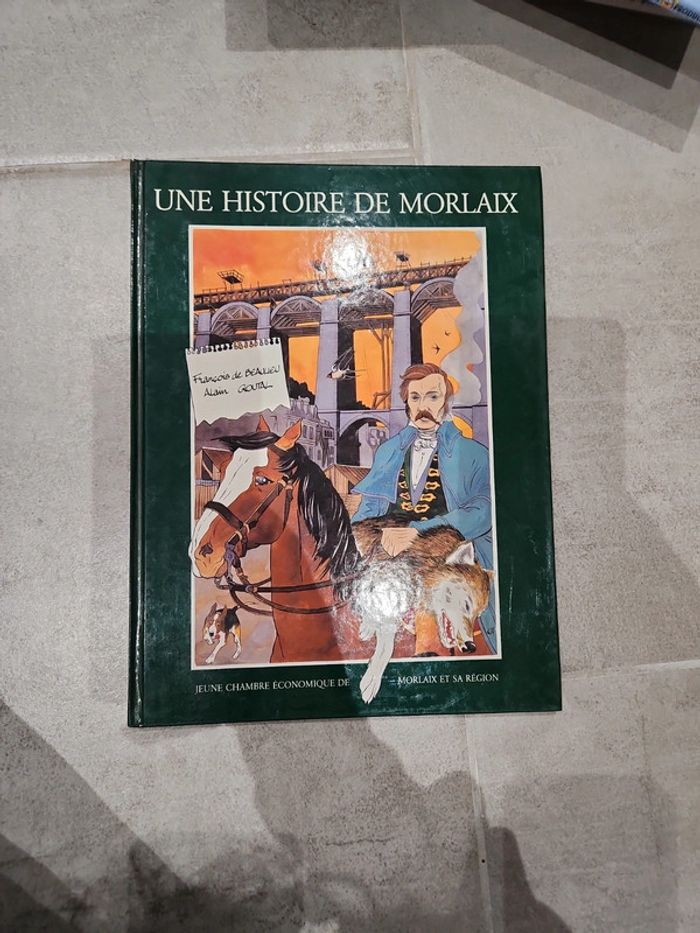 UNE HISTOIRE DE MORLAIX
François de BEAULIEU
Alain GOUTAL
JEUNE CHAMBRE ÉCONOMIQUE DE MORLAIX ET SA RÉGION